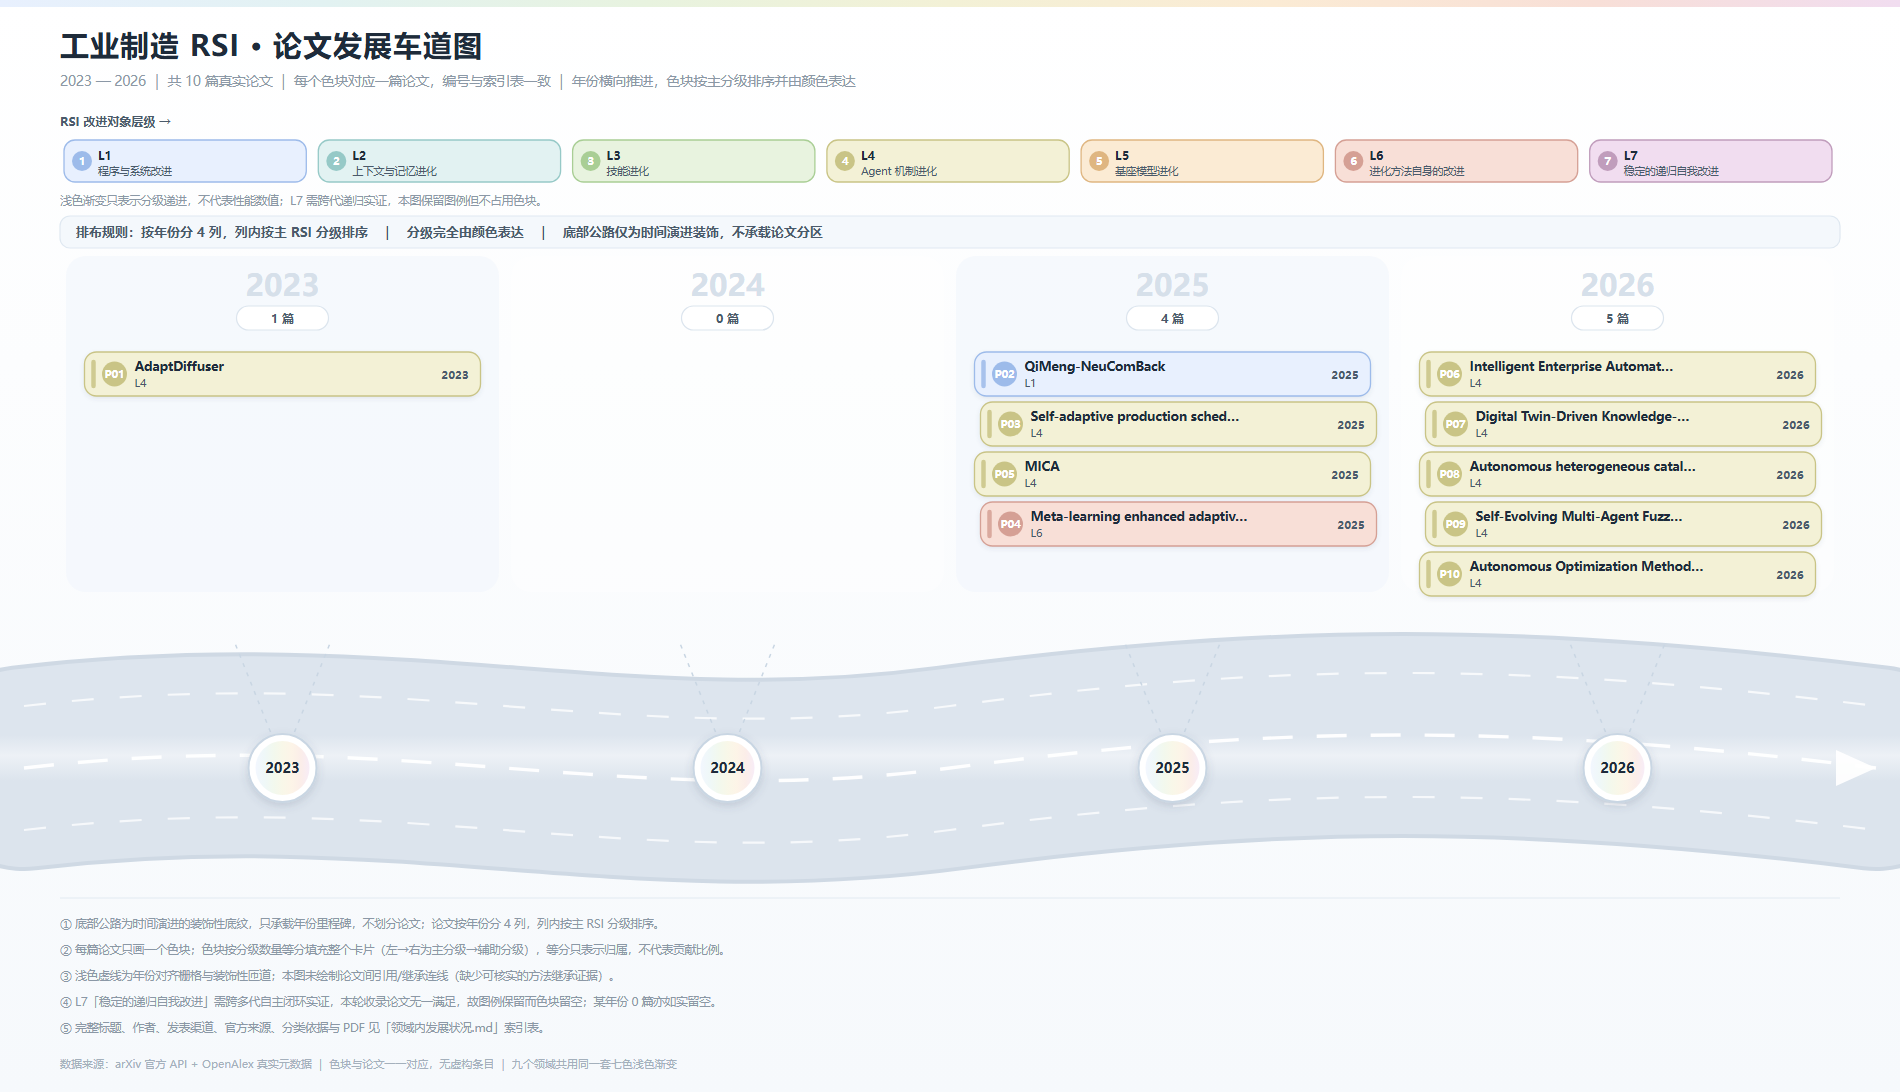 工业制造 RSI • 论文发展车道图
2023 — 2026 | 共 10 篇真实论文 | 每个色块对应一篇论文，编号与索引表一致 | 年份横向推进，色块按主分级排序并由颜色表达
RSI 改进对象层级 →
1 L1 程序与系统改进
2 L2 上下文与记忆进化
3 L3 技能进化
4 L4 Agent 机制进化
5 L5 基座模型进化
6 L6 进化方法自身的改进
7 L7 稳定的递归自我改进
浅色渐变只表示分级递进，不代表性能数值；L7 需跨代递归实证，本图保留图例但不占用色块。
排布规则：按年份分 4 列，列内按主 RSI 分级排序 | 分级完全由颜色表达 | 底部公路仅为时间演进装饰，不承载论文分区
2023
1 篇
P01 AdaptDiffuser 2023
L4
2024
0 篇
2025
4 篇
P02 QiMeng-NeuComBack 2025
L1
P03 Self-adaptive production sched... 2025
L4
P05 MICA 2025
L4
P04 Meta-learning enhanced adaptiv... 2025
L6
2026
5 篇
P06 Intelligent Enterprise Automat... 2026
L4
P07 Digital Twin-Driven Knowledge-... 2026
L4
P08 Autonomous heterogeneous catal... 2026
L4
P09 Self-Evolving Multi-Agent Fuzz... 2026
L4
P10 Autonomous Optimization Method... 2026
L4
2023
2024
2025
2026
① 底部公路为时间演进的装饰性底纹，只承载年份里程碑，不划分论文；论文按年份分 4 列，列内按主 RSI 分级排序。
② 每篇论文只画一个色块；色块按分级数量等分填充整个卡片（左→右为主分级→辅助分级），等分只表示归属，不代表贡献比例。
③ 浅色虚线为年份对齐栅格与装饰性匝道；本图未绘制论文间引用/继承连线（缺少可核实的方法继承证据）。
④ L7「稳定的递归自我改进」需跨多代自主闭环实证，本轮收录论文无一满足，故图例保留而色块留空；某年份 0 篇亦如实留空。
⑤ 完整标题、作者、发表渠道、官方来源、分类依据与 PDF 见「领域内发展状况.md」索引表。
数据来源：arXiv 官方 API + OpenAlex 真实元数据 | 色块与论文一一对应，无虚构条目 | 九个领域共用同一套七色浅色渐变